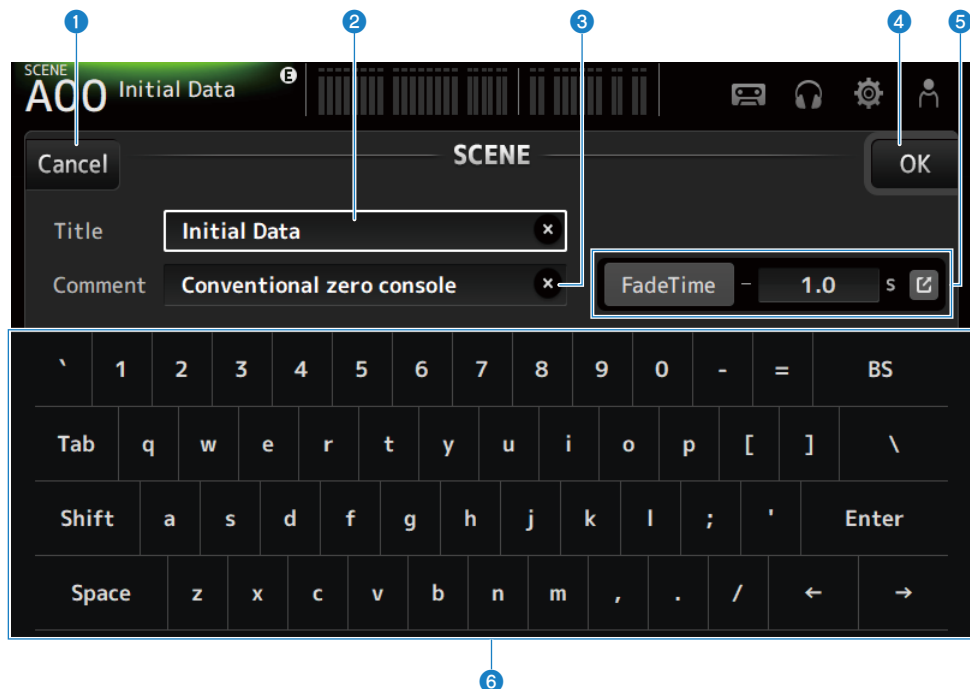 1 2 3 4 5
SCENE
A00 Initial Data E
Cancel SCENE OK
Title Initial Data ×
Comment Conventional zero console × FadeTime – 1.0 s
` 1 2 3 4 5 6 7 8 9 0 - = BS
Tab q w e r t y u i o p [ ] \
Shift a s d f g h j k l ; ' Enter
Space z x c v b n m , . / ← →
6